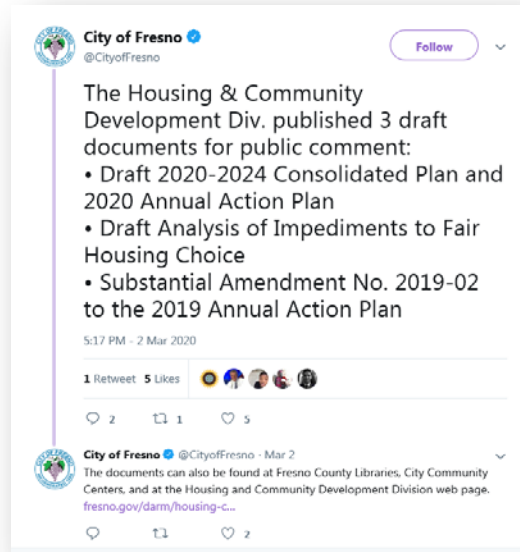 City of Fresno
@CityofFresno
Follow
The Housing & Community
Development Div. published 3 draft
documents for public comment:
• Draft 2020-2024 Consolidated Plan and
2020 Annual Action Plan
• Draft Analysis of Impediments to Fair
Housing Choice
• Substantial Amendment No. 2019-02
to the 2019 Annual Action Plan
5:17 PM - 2 Mar 2020
1 Retweet 5 Likes
2 1 5
City of Fresno @CityofFresno · Mar 2
The documents can also be found at Fresno County Libraries, City Community
Centers, and at the Housing and Community Development Division web page.
fresno.gov/darm/housing-c...
2